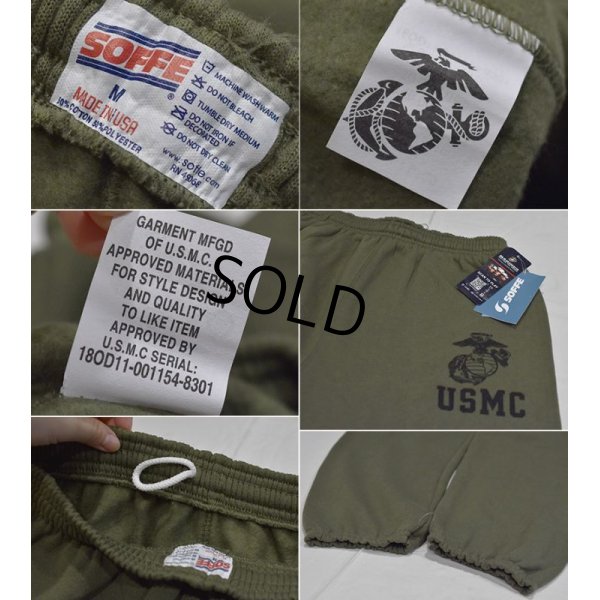 SOFFE
®
M
MADE IN USA
MACHINE WASH WARM
DO NOT BLEACH
TUMBLE DRY MEDIUM
DO NOT IRON IF
DECORATED
DO NOT DRY CLEAN
www.soffe.com
GARMENT MFGD
OF U.S.M.C.
APPROVED MATERIALS
FOR STYLE DESIGN
AND QUALITY
TO LIKE ITEM
APPROVED BY
U.S.M.C SERIAL:
18OD11-001154-8301
SOLD
SOFFE
USMC
SOFFE